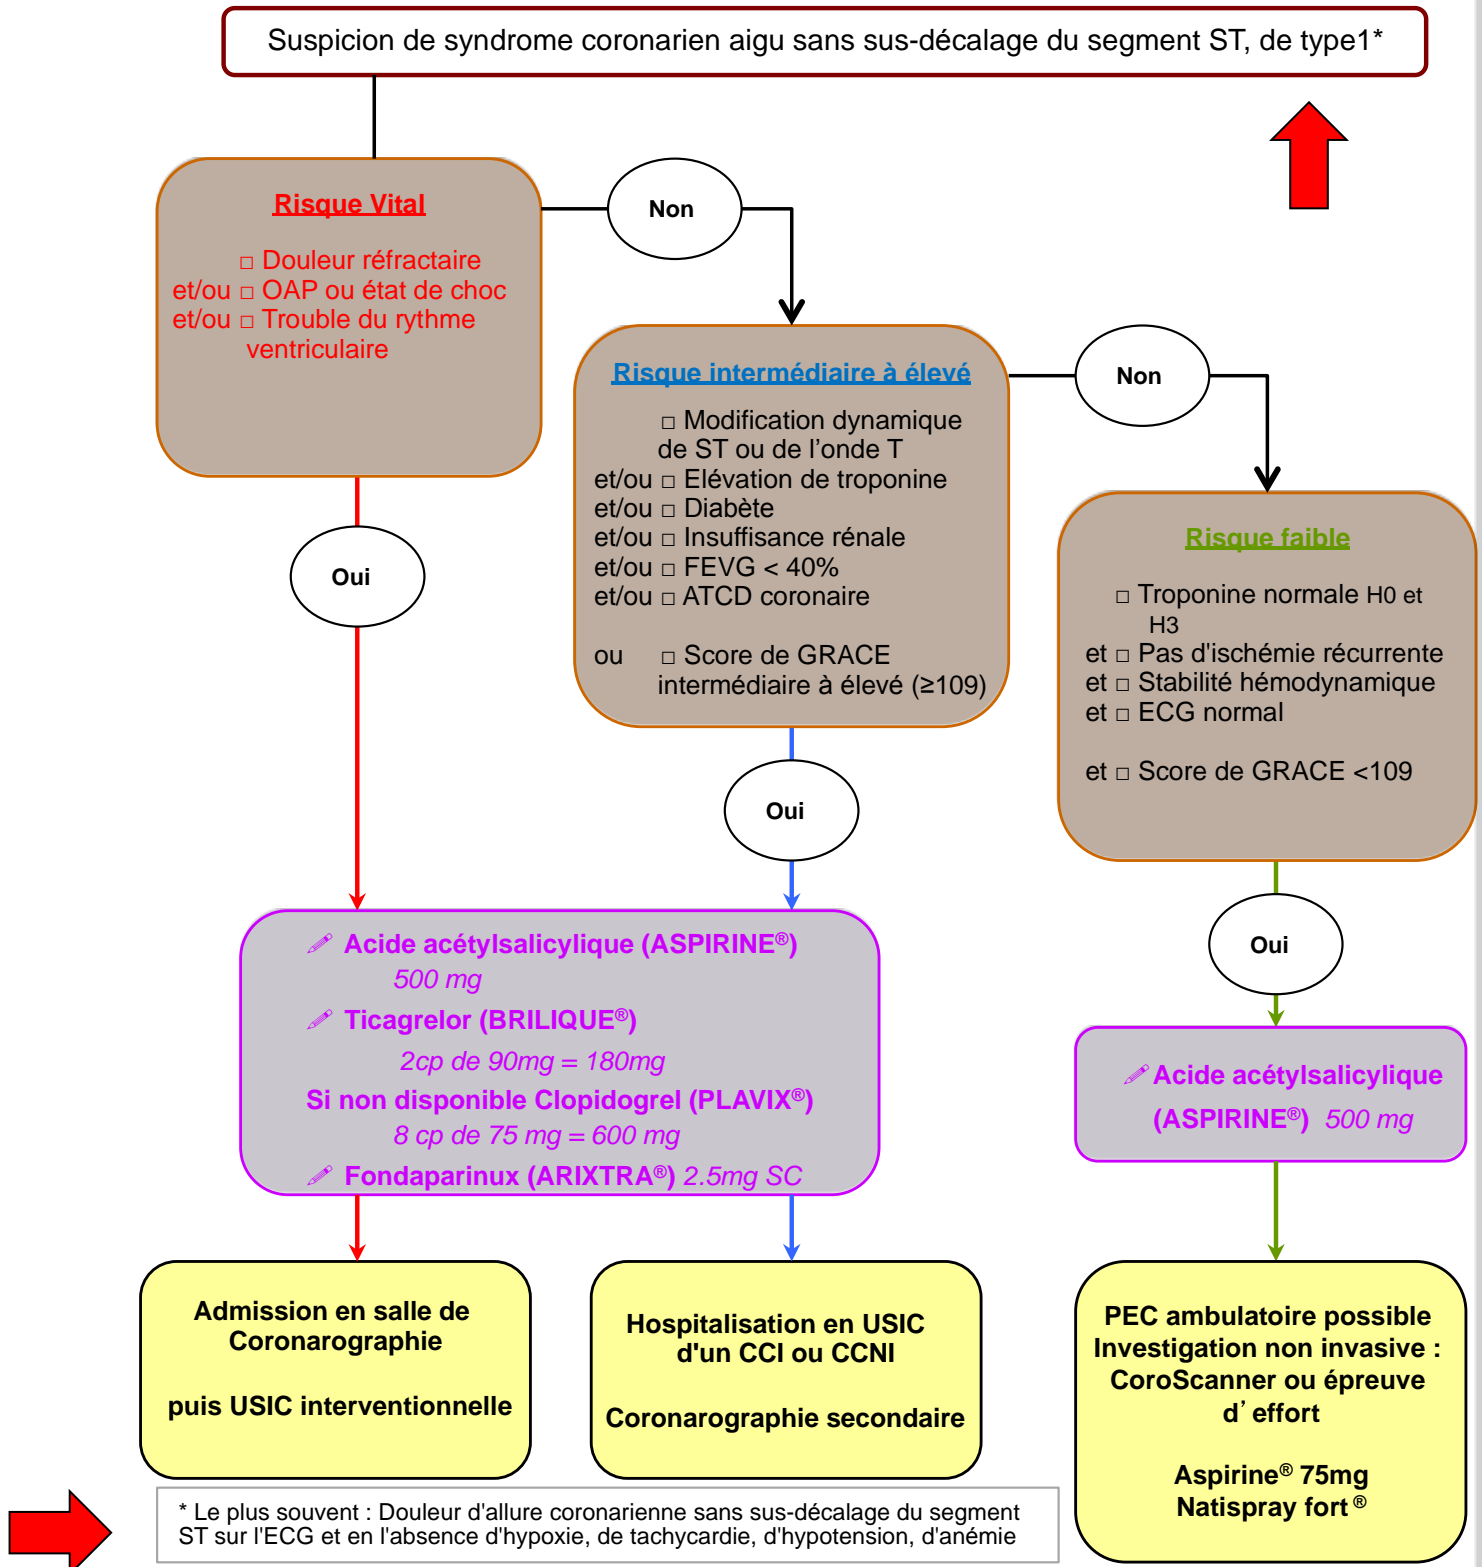 Suspicion de syndrome coronarien aigu sans sus-décalage du segment ST, de type1*
Risque Vital
□ Douleur réfractaire
et/ou □ OAP ou état de choc
et/ou □ Trouble du rythme
ventriculaire
Non
Risque intermédiaire à élevé
□ Modification dynamique
de ST ou de l’onde T
et/ou □ Elévation de troponine
et/ou □ Diabète
et/ou □ Insuffisance rénale
et/ou □ FEVG < 40%
et/ou □ ATCD coronaire
ou □ Score de GRACE
intermédiaire à élevé (≥109)
Non
Risque faible
□ Troponine normale H0 et
H3
et □ Pas d'ischémie récurrente
et □ Stabilité hémodynamique
et □ ECG normal
et □ Score de GRACE <109
Oui
Oui
Oui
Acide acétylsalicylique (ASPIRINE®)
500 mg
Ticagrelor (BRILIQUE®)
2cp de 90mg = 180mg
Si non disponible Clopidogrel (PLAVIX®)
8 cp de 75 mg = 600 mg
Fondaparinux (ARIXTRA®) 2.5mg SC
Acide acétylsalicylique
(ASPIRINE®) 500 mg
Admission en salle de
Coronarographie
puis USIC interventionnelle
Hospitalisation en USIC
d'un CCI ou CCNI
Coronarographie secondaire
PEC ambulatoire possible
Investigation non invasive :
CoroScanner ou épreuve
d’effort
Aspirine® 75mg
Natispray fort ®
* Le plus souvent : Douleur d'allure coronarienne sans sus-décalage du segment
ST sur l'ECG et en l'absence d'hypoxie, de tachycardie, d'hypotension, d'anémie